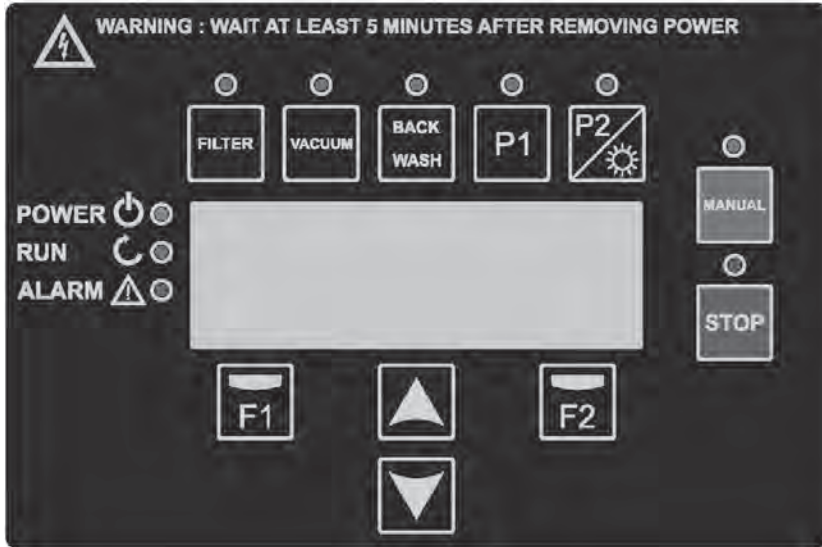 WARNING : WAIT AT LEAST 5 MINUTES AFTER REMOVING POWER
FILTER
VACUUM
BACK
WASH
P1
P2
MANUAL
POWER
RUN
ALARM
STOP
F1
F2